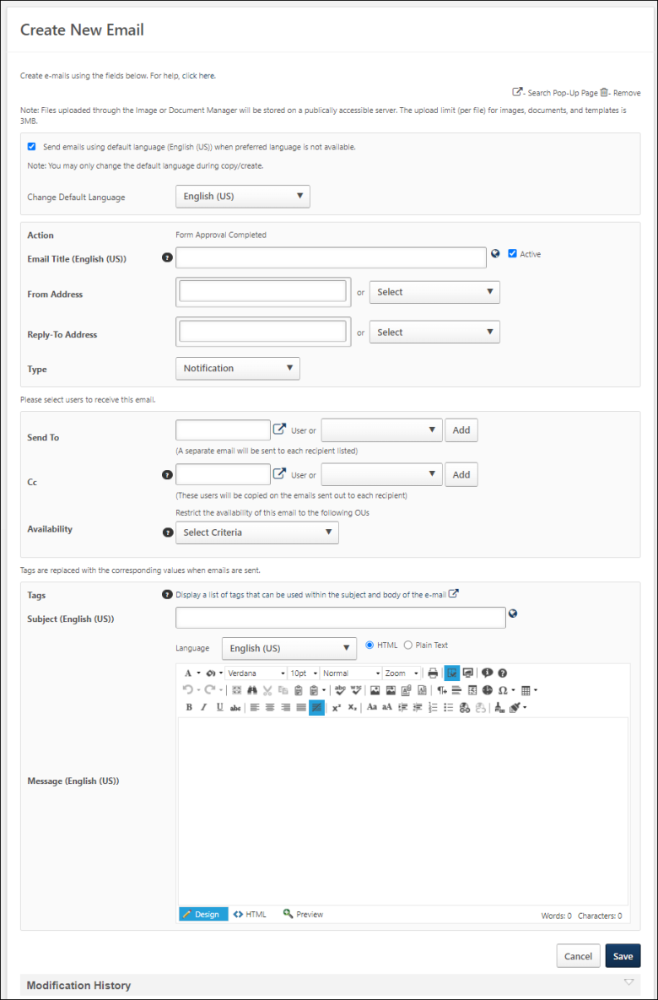 Create New Email
Create e-mails using the fields below. For help, click here.
- Search Pop-Up Page - Remove
Note: Files uploaded through the Image or Document Manager will be stored on a publically accessible server. The upload limit (per file) for images, documents, and templates is
3MB.
Send emails using default language (English (US)) when preferred language is not available.
Note: You may only change the default language during copy/create.
Change Default Language English (US)
Action Form Approval Completed
Email Title (English (US)) ? Active
From Address or Select
Reply-To Address or Select
Type Notification
Please select users to receive this email.
Send To User or Add
(A separate email will be sent to each recipient listed)
Cc ? User or Add
(These users will be copied on the emails sent out to each recipient)
Restrict the availability of this email to the following OUs
Availability ? Select Criteria
Tags are replaced with the corresponding values when emails are sent.
Tags ? Display a list of tags that can be used within the subject and body of the e-mail
Subject (English (US))
Language English (US) HTML Plain Text
A Verdana 10pt Normal Zoom ?
abc Ω
B I U abc x² x₂ Aa aA
Message (English (US))
Design HTML Preview Words: 0 Characters: 0
Cancel Save
Modification History